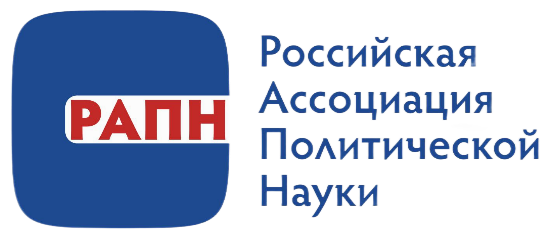 РАПН
Российская
Ассоциация
Политической
Науки